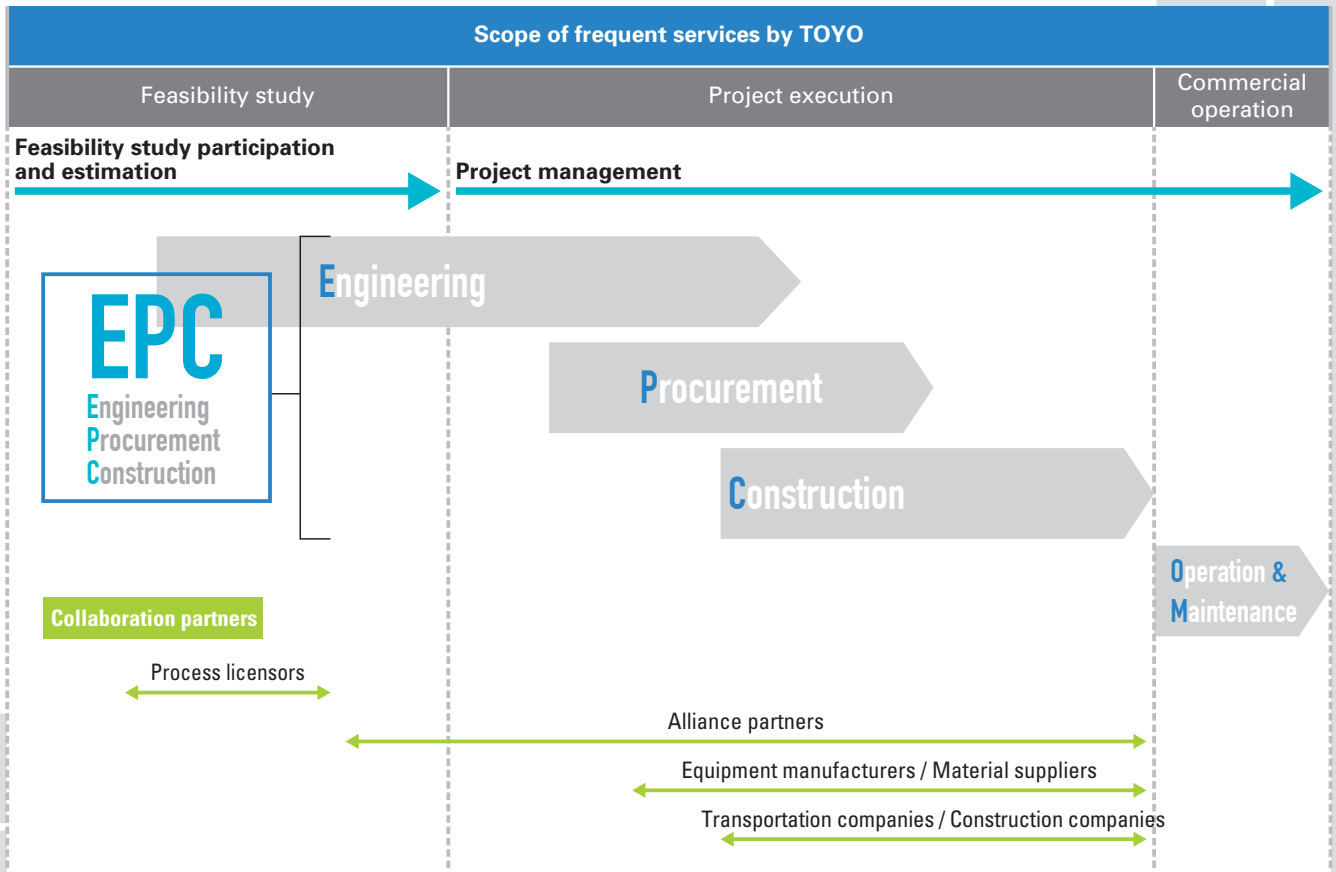 Scope of frequent services by TOYO
Feasibility study
Project execution
Commercial
operation
Feasibility study participation
and estimation
Project management
Engineering
EPC
Engineering
Procurement
Construction
Procurement
Construction
Operation &
Maintenance
Collaboration partners
Process licensors
Alliance partners
Equipment manufacturers / Material suppliers
Transportation companies / Construction companies